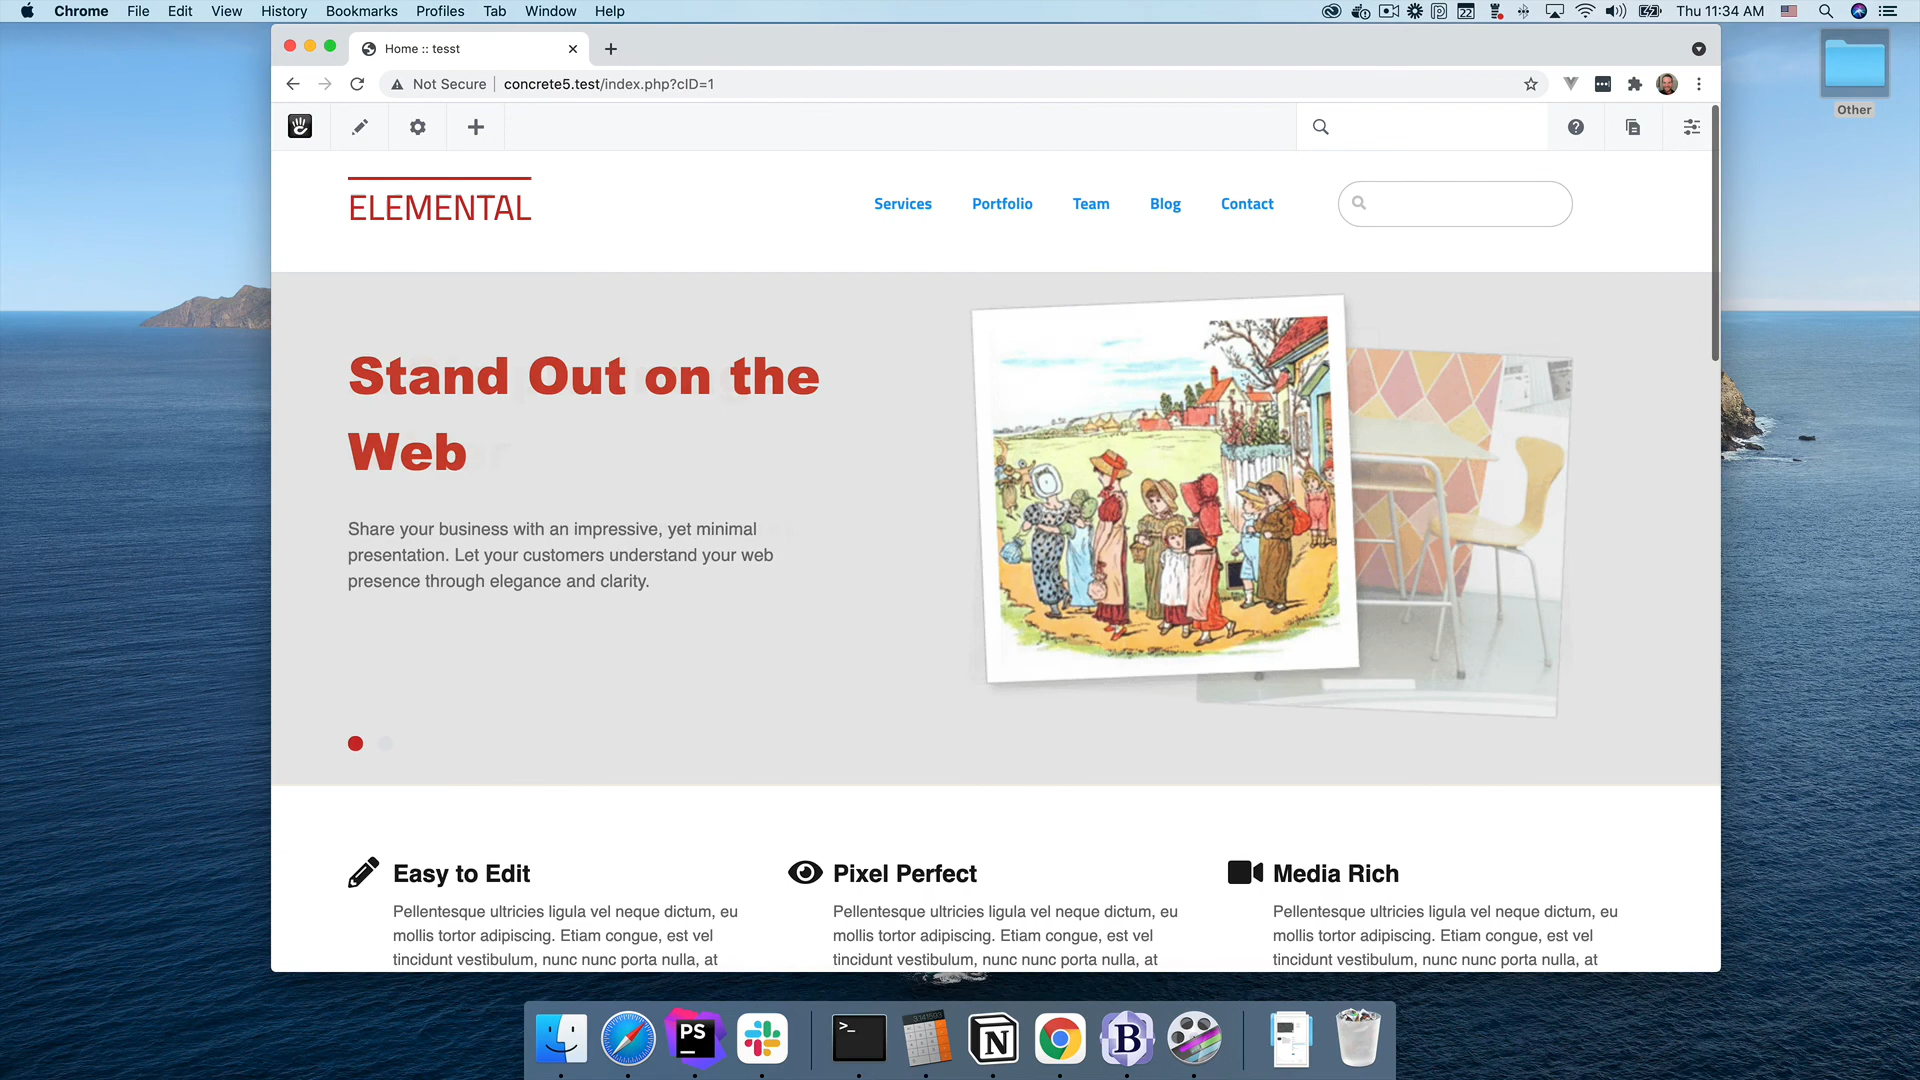 Chrome File Edit View History Bookmarks Profiles Tab Window Help
22
Thu 11:34 AM
Home :: tesst
Not Secure
concrete5.test/index.php?cID=1
Other
ELEMENTAL
Services Portfolio Team Blog Contact
Stand Out on the
Web
Share your business with an impressive, yet minimal
presentation. Let your customers understand your web
presence through elegance and clarity.
Easy to Edit
Pellentesque ultricies ligula vel neque dictum, eu
mollis tortor adipiscing. Etiam congue, est vel
tincidunt vestibulum, nunc nunc porta nulla, at
Pixel Perfect
Pellentesque ultricies ligula vel neque dictum, eu
mollis tortor adipiscing. Etiam congue, est vel
tincidunt vestibulum, nunc nunc porta nulla, at
Media Rich
Pellentesque ultricies ligula vel neque dictum, eu
mollis tortor adipiscing. Etiam congue, est vel
tincidunt vestibulum, nunc nunc porta nulla, at
PS
>_
3.141593
N
B